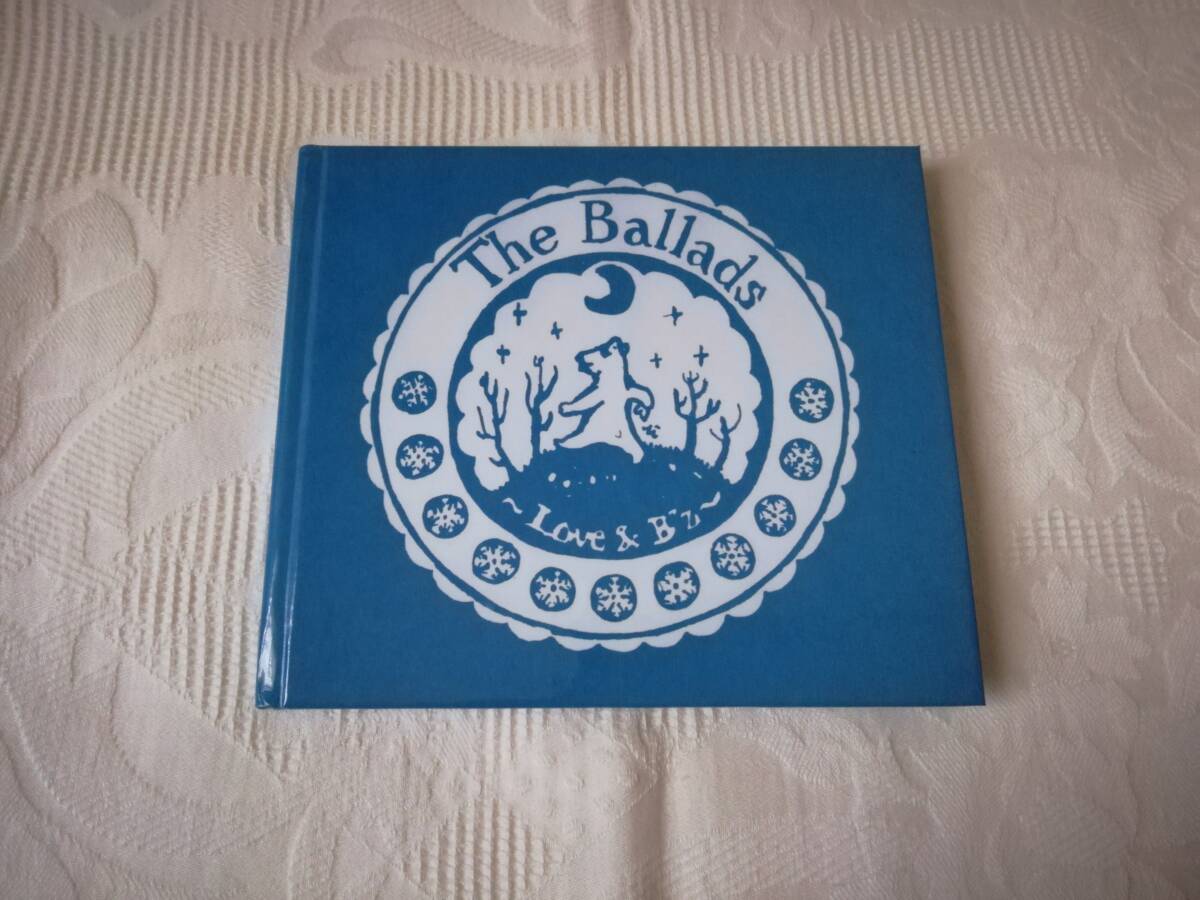 The Ballads
~Love & B'z~